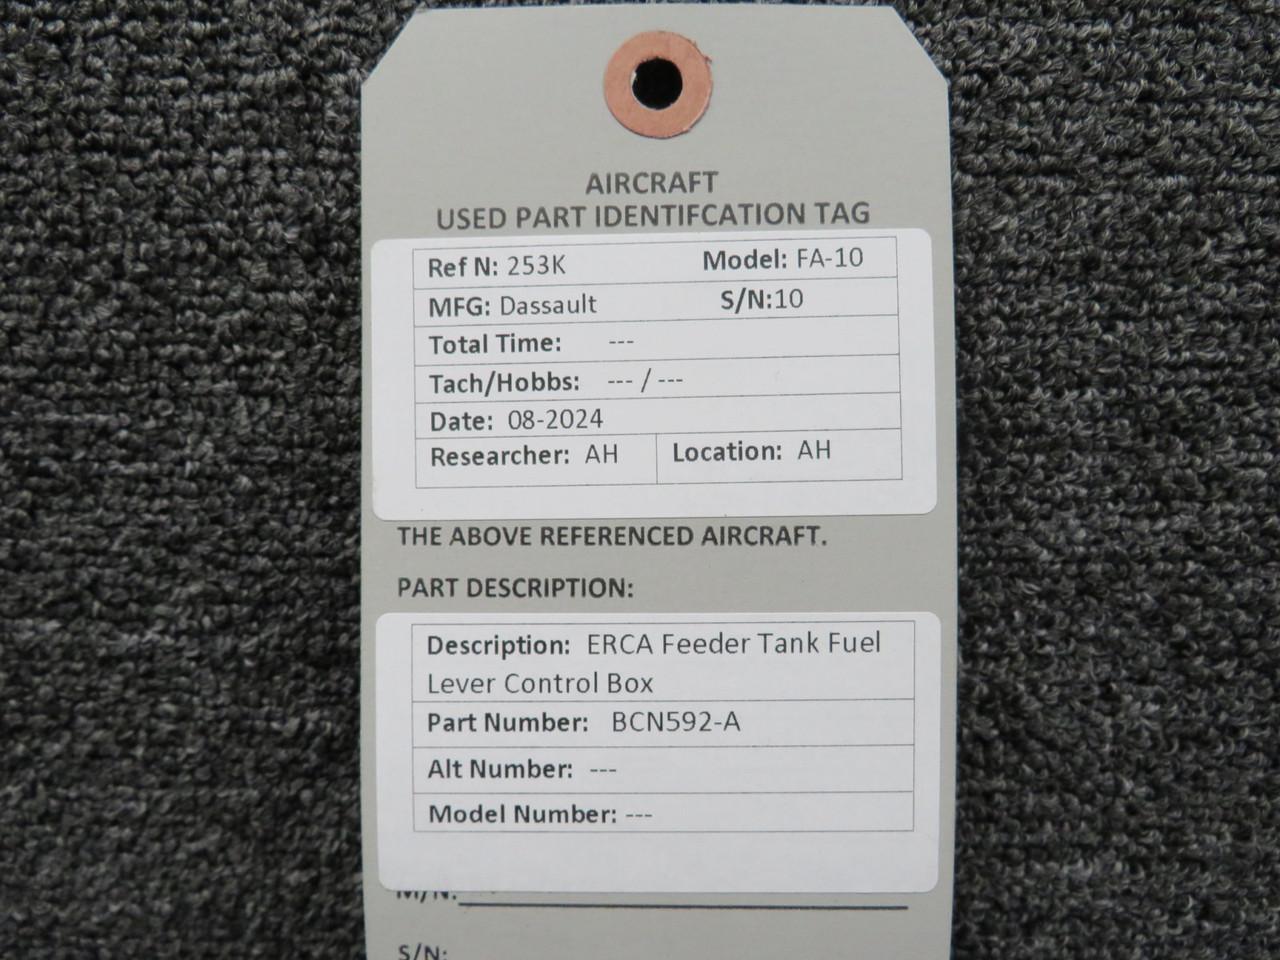 AIRCRAFT
USED PART IDENTIFCATION TAG
Ref N: 253K Model: FA-10
MFG: Dassault S/N:10
Total Time: ---
Tach/Hobbs: --- / ---
Date: 08-2024
Researcher: AH Location: AH
THE ABOVE REFERENCED AIRCRAFT.
PART DESCRIPTION:
Description: ERCA Feeder Tank Fuel
Lever Control Box
Part Number: BCN592-A
Alt Number: ---
Model Number: ---
M/N:
S/N: